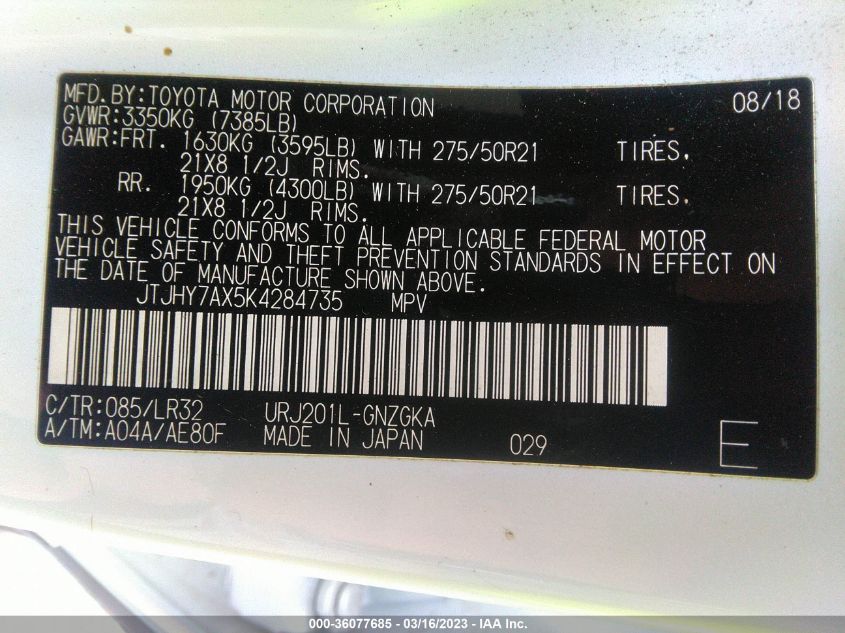 MFD.BY:TOYOTA MOTOR CORPORATION 08/18
GVWR:3350KG (7385LB)
GAWR:FRT. 1630KG (3595LB) WITH 275/50R21 TIRES,
21X8 1/2J RIMS.
RR. 1950KG (4300LB) WITH 275/50R21 TIRES,
21X8 1/2J RIMS.
THIS VEHICLE CONFORMS TO ALL APPLICABLE FEDERAL MOTOR
VEHICLE SAFETY AND THEFT PREVENTION STANDARDS IN EFFECT ON
THE DATE OF MANUFACTURE SHOWN ABOVE.
JTJHY7AX5K4284735 MPV
C/TR:085/LR32 URJ201L-GNZGKA
A/TM:A04A/AE80F MADE IN JAPAN 029 E
000-36077685 - 03/16/2023 - IAA Inc.